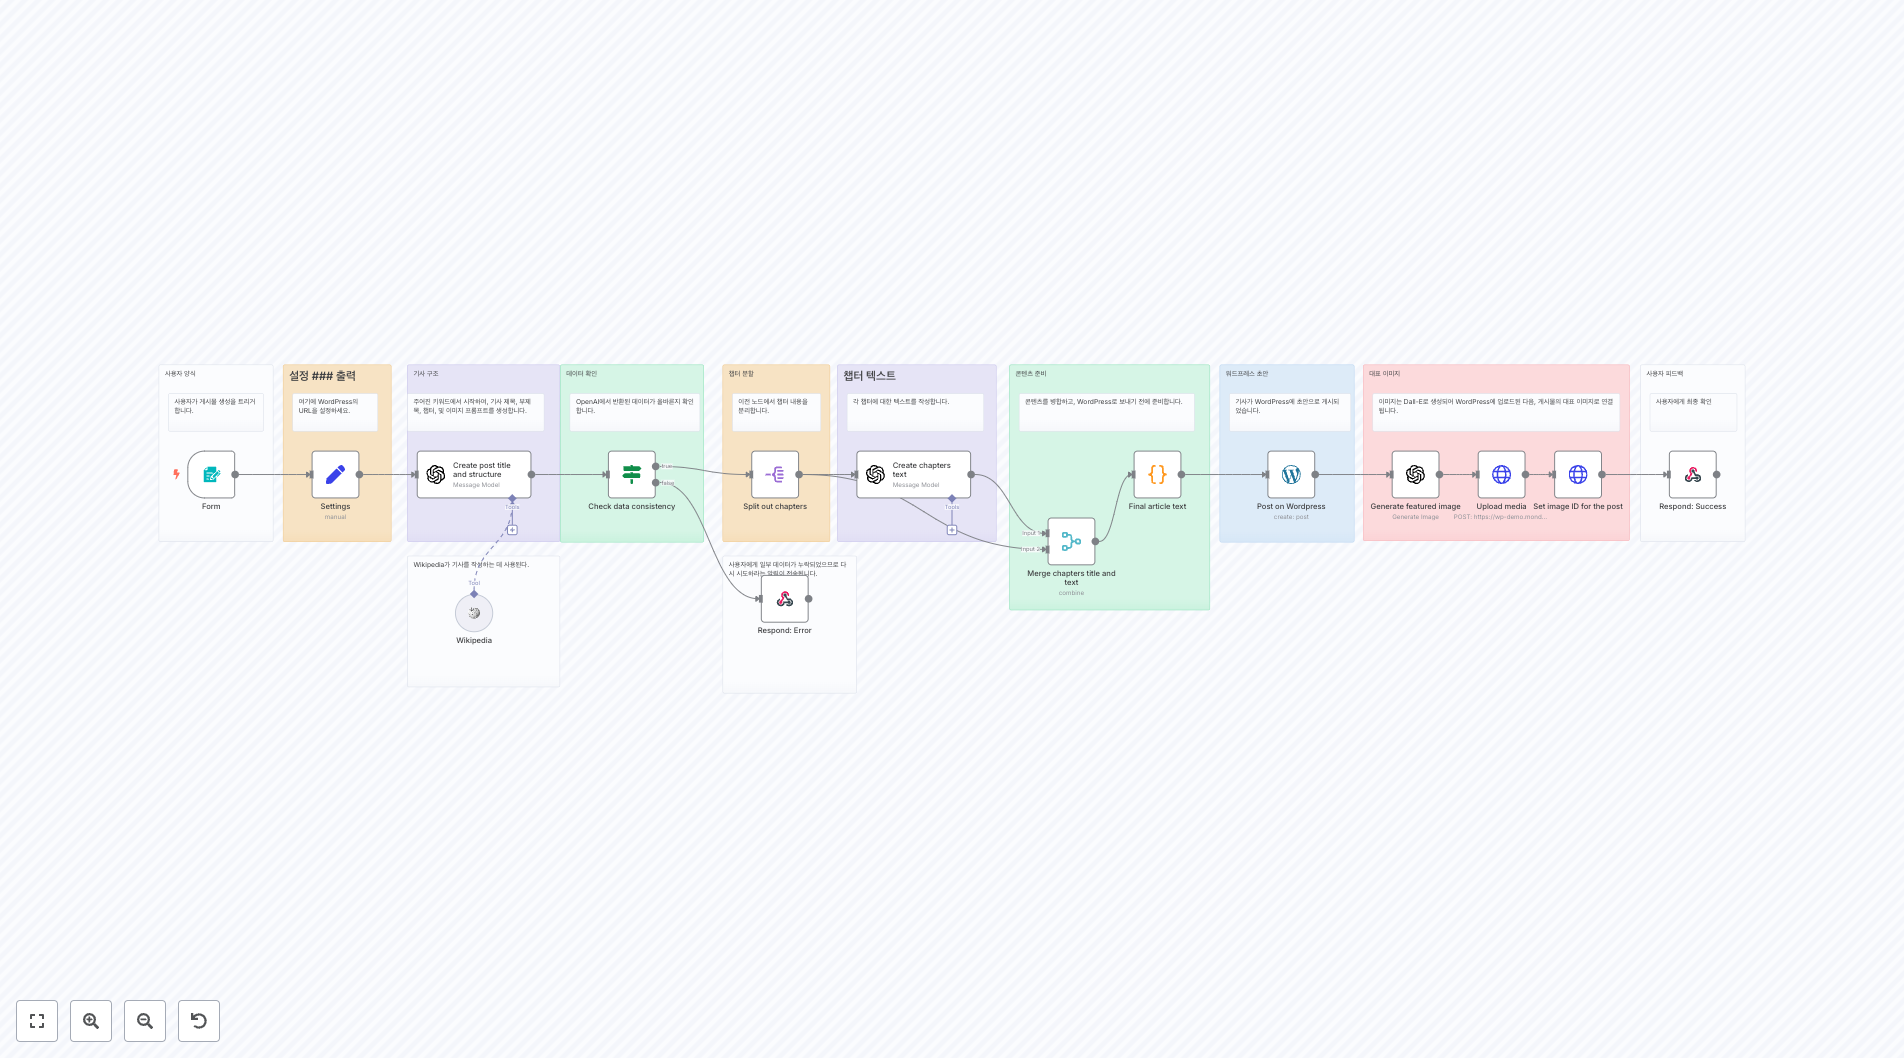 사용자 양식
사용자가 게시물 생성을 트리거
합니다.
Form
설정 ### 출력
여기에 WordPress의
URL을 설정하세요.
Settings
manual
기사 구조
주어진 키워드에서 시작하여, 기사 제목, 부제
목, 챕터, 및 이미지 프롬프트를 생성합니다.
Create post title
and structure
Message Model
Tools
Wikipedia가 기사를 작성하는 데 사용된다.
Tool
Wikipedia
데이터 확인
OpenAI에서 반환된 데이터가 올바른지 확인
합니다.
true
false
Check data consistency
챕터 분할
이전 노드에서 챕터 내용을
분리합니다.
Split out chapters
사용자에게 일부 데이터가 누락되었으므로 다
시 시도하라는 알림이 전송됩니다.
Respond: Error
챕터 텍스트
각 챕터에 대한 텍스트를 작성합니다.
Create chapters
text
Message Model
Tools
콘텐츠 준비
콘텐츠를 병합하고, WordPress로 보내기 전에 준비합니다.
Input 1
Input 2
Merge chapters title and
text
combine
Final article text
워드프레스 초안
기사가 WordPress에 초안으로 게시되
었습니다.
Post on Wordpress
create: post
대표 이미지
이미지는 Dall-E로 생성되어 WordPress에 업로드된 다음, 게시물의 대표 이미지로 연결
됩니다.
Generate featured image
Generate image
Upload media
POST: https://wp-demo.mond...
Set image ID for the post
사용자 피드백
사용자에게 최종 확인
Respond: Success